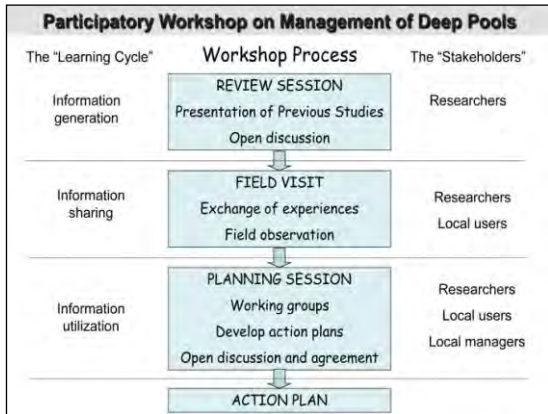 Participatory Workshop on Management of Deep Pools
The "Learning Cycle"
Workshop Process
The "Stakeholders"
Information
generation
REVIEW SESSION
Presentation of Previous Studies
Open discussion
Researchers
Information
sharing
FIELD VISIT
Exchange of experiences
Field observation
Researchers
Local users
Information
utilization
PLANNING SESSION
Working groups
Develop action plans
Open discussion and agreement
Researchers
Local users
Local managers
ACTION PLAN